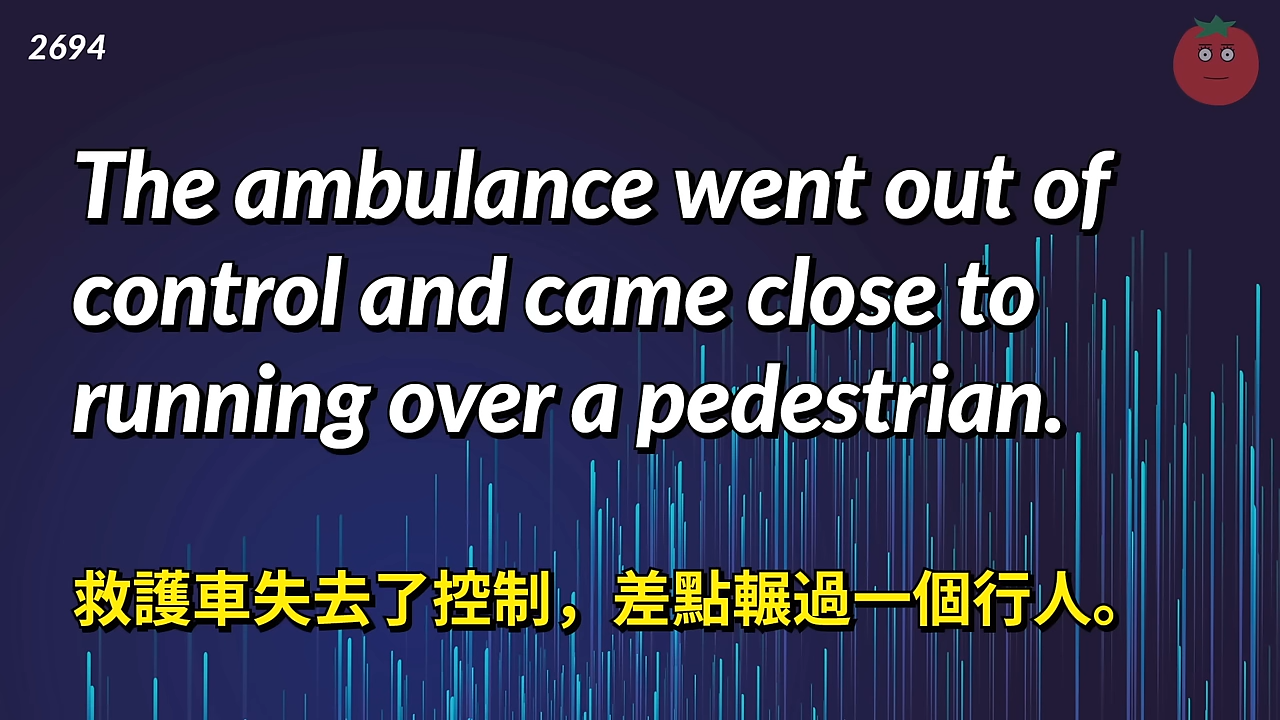 2694
The ambulance went out of
control and came close to
running over a pedestrian.
救護車失去了控制，差點輾過一個行人。